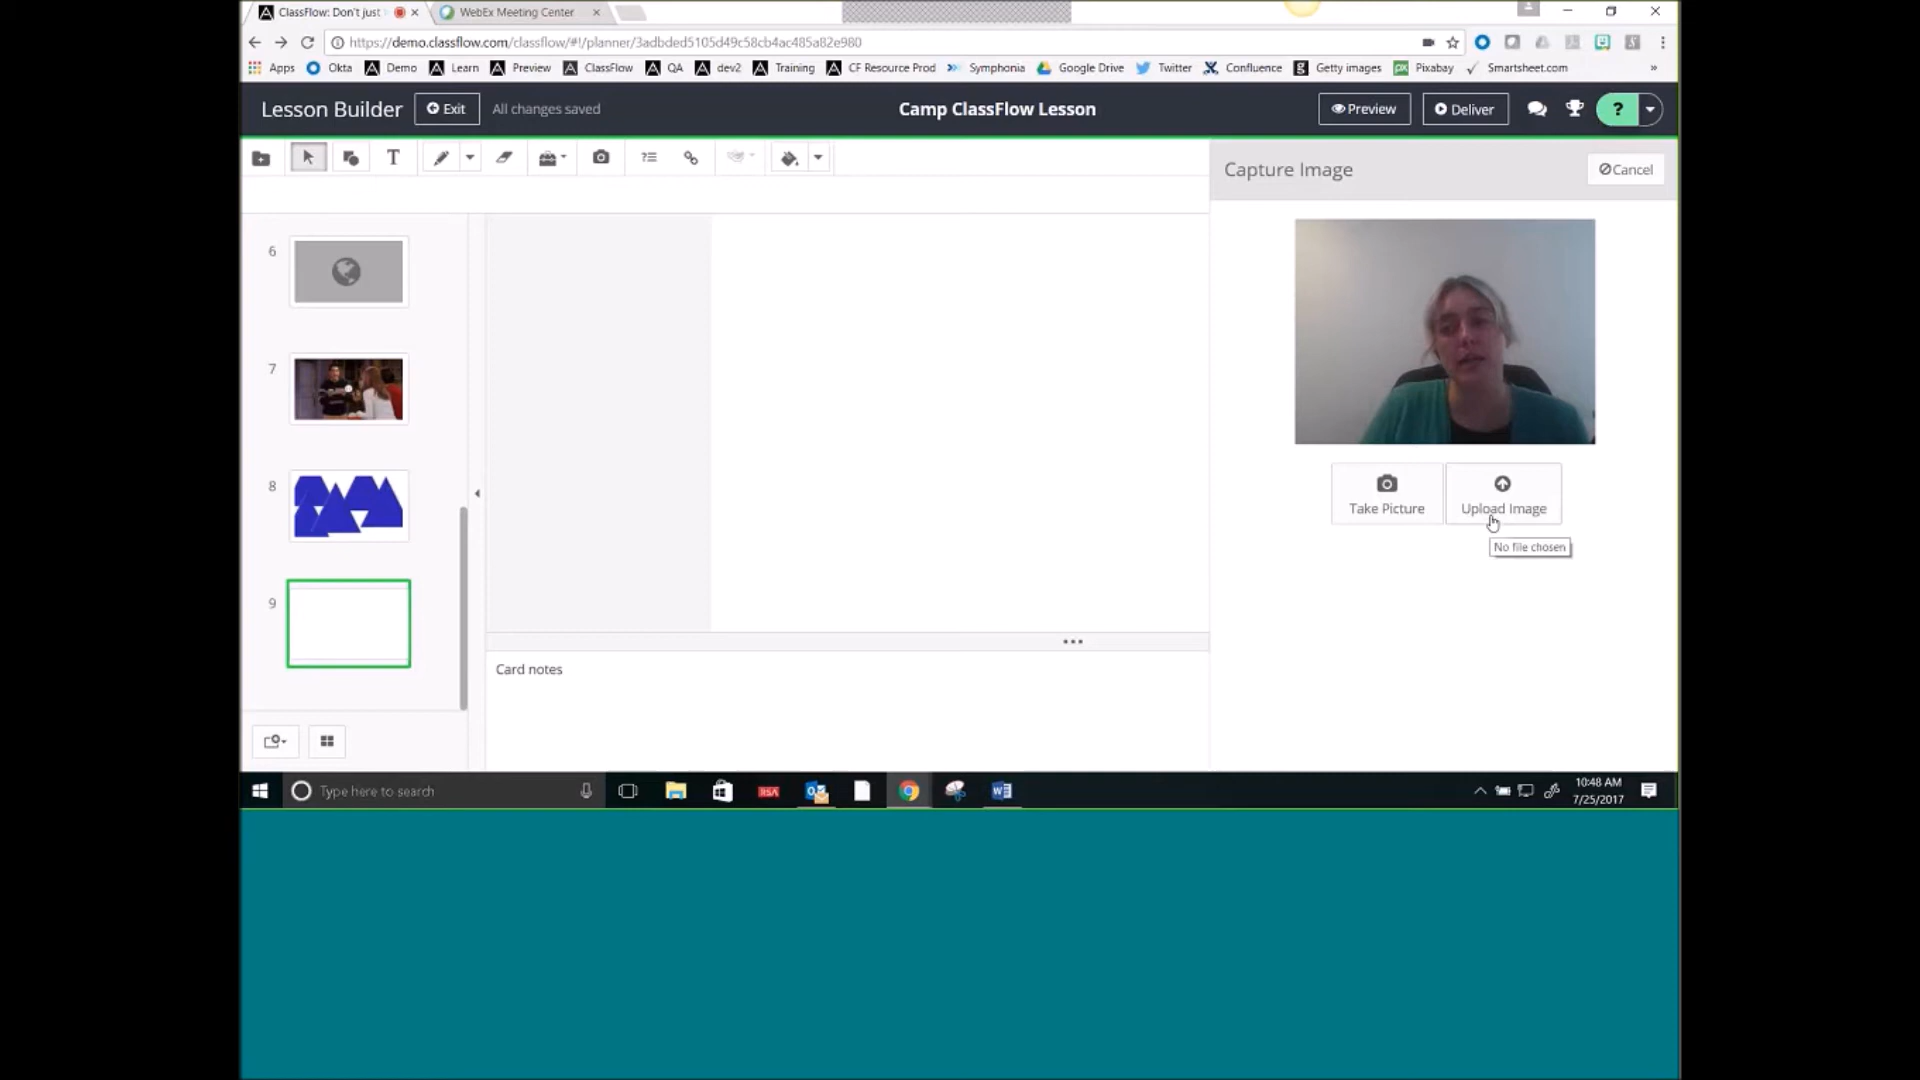 ClassFlow: Don't just
WebEx Meeting Center
https://demo.classflow.com/classflow/#!/planner/3adbded5105d49c58cb4ac485a82e980
Apps Okta Demo Learn Preview ClassFlow QA dev2 Training CF Resource Prod Symphonia Google Drive Twitter Confluence Getty images Pixabay Smartsheet.com »
Lesson Builder Exit All changes saved Camp ClassFlow Lesson Preview Deliver ?
T
Capture Image Cancel
6
7
8
9
Take Picture Upload Image
No file chosen
Card notes
Type here to search
10:48 AM
7/25/2017